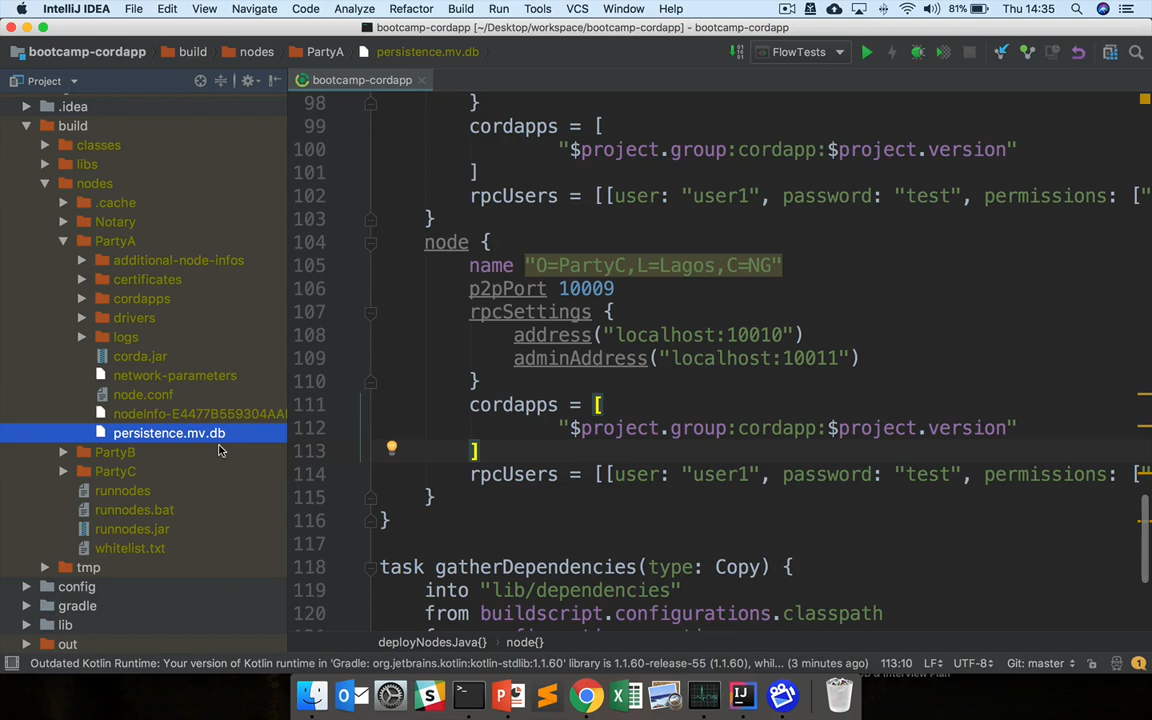 IntelliJ IDEA File Edit View Navigate Code Analyze Refactor Build Run Tools VCS Window Help 81% Thu 14:35
bootcamp-cordapp [~/Desktop/workspace/bootcamp-cordapp] - bootcamp-cordapp
bootcamp-cordapp build nodes PartyA persistence.mv.db FlowTests
Project bootcamp-cordapp
.idea
build
classes
libs
nodes
.cache
Notary
PartyA
additional-node-infos
certificates
cordapps
drivers
logs
corda.jar
network-parameters
node.conf
nodeInfo-E4477B559304AAI
persistence.mv.db
PartyB
PartyC
runnodes
runnodes.bat
runnodes.jar
whitelist.txt
tmp
config
gradle
lib
out
98 }
99 cordapps = [
100 "$project.group:cordapp:$project.version"
101 ]
102 rpcUsers = [[user: "user1", password: "test", permissions: ["
103 }
104 node {
105 name "O=PartyC,L=Lagos,C=NG"
106 p2pPort 10009
107 rpcSettings {
108 address("localhost:10010")
109 adminAddress("localhost:10011")
110 }
111 cordapps = [
112 "$project.group:cordapp:$project.version"
113 ]
114 rpcUsers = [[user: "user1", password: "test", permissions: ["
115 }
116 }
117
118 task gatherDependencies(type: Copy) {
119 into "lib/dependencies"
120 from buildscript.configurations.classpath
deployNodesJava{} node{}
Outdated Kotlin Runtime: Your version of Kotlin runtime in 'Gradle: org.jetbrains.kotlin:kotlin-stdlib:1.1.60' library is 1.1.60-release-55 (1.1.60), whil... (3 minutes ago) 113:10 LF UTF-8 Git: master 1
& Interview Plan